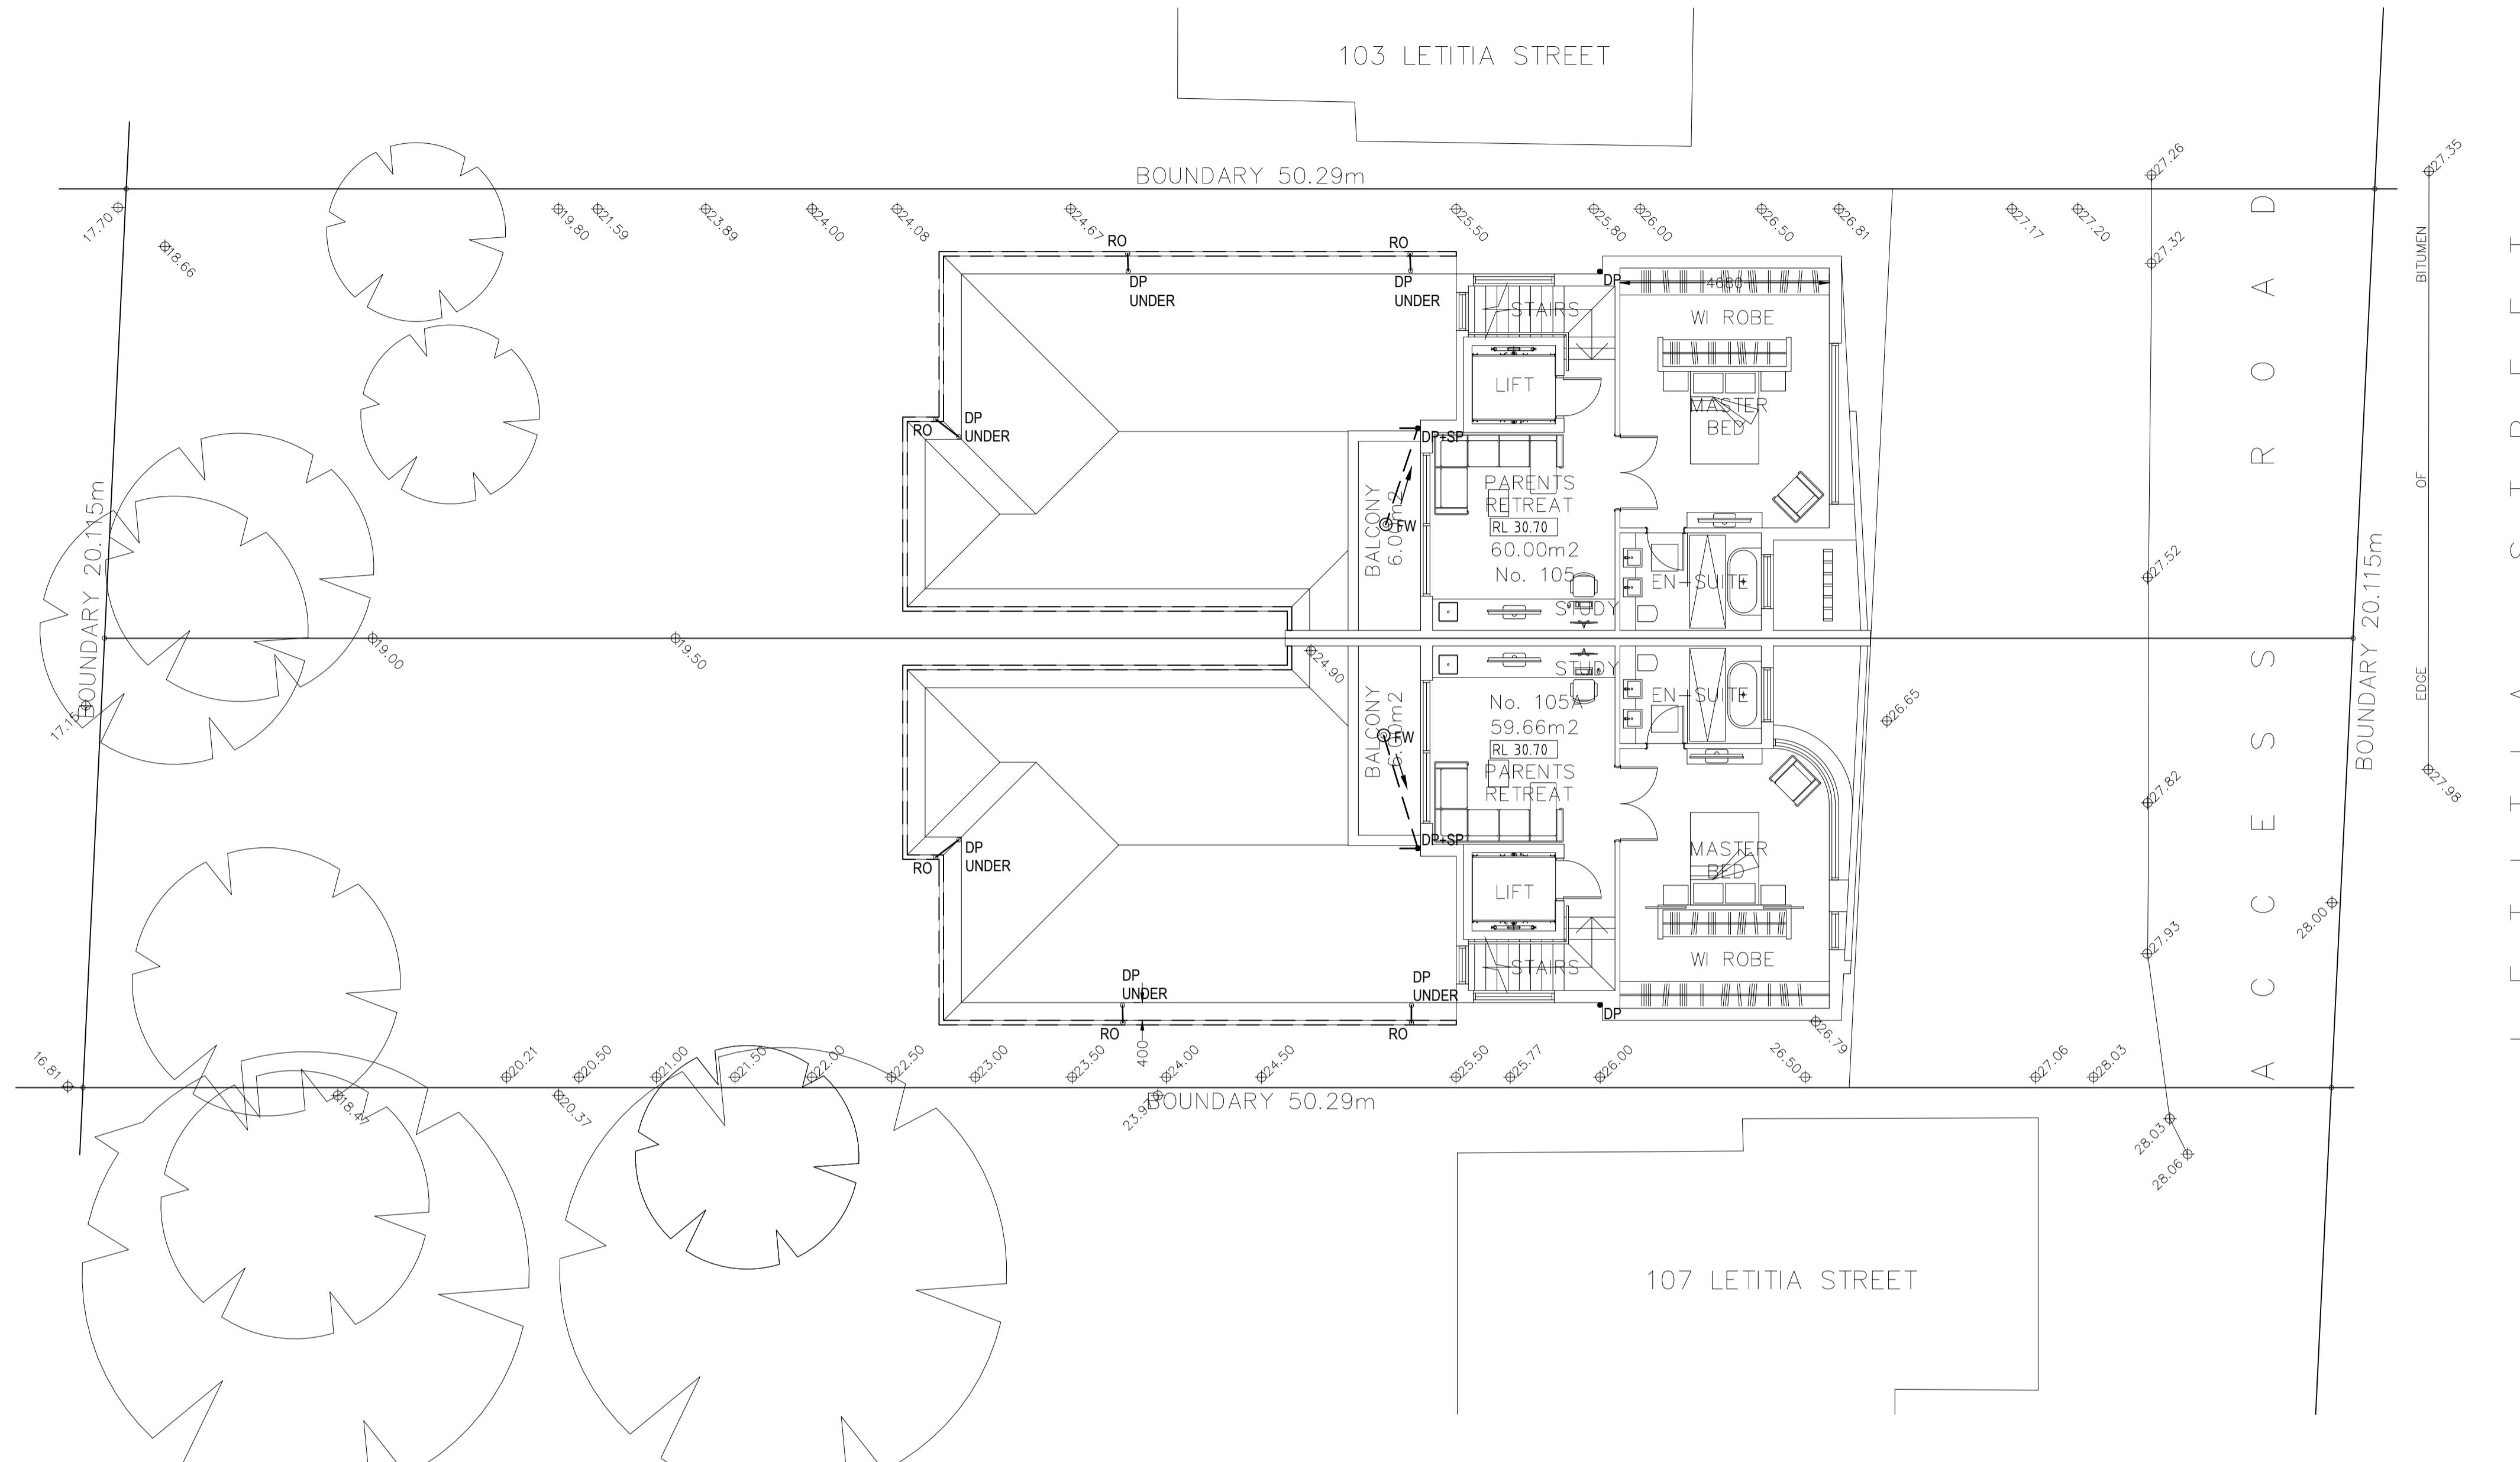 103 LETITIA STREET
BOUNDARY 50.29m
27.26
27.35
17.70
18.66
19.80
21.59
23.89
24.00
24.08
24.67
25.50
25.80
26.00
26.50
26.81
27.17
27.20
27.32
BITUMEN
OF
EDGE
ACCESS ROAD
RO
RO
DP
UNDER
DP
UNDER
DP
STAIRS
4680
WI ROBE
LIFT
MASTER
BED
DP
UNDER
RO
DP+SP
BALCONY
6.00m2
FW
PARENTS
RETREAT
RL 30.70
60.00m2
No. 105
STUDY
EN-SUITE
27.52
BOUNDARY 20.115m
BOUNDARY 20.115m
19.00
19.50
24.90
STUDY
EN-SUITE
No. 105A
59.66m2
RL 30.70
PARENTS
RETREAT
BALCONY
6.00m2
FW
26.65
17.15
27.98
27.82
DP+SP
DP
UNDER
RO
MASTER
BED
LIFT
28.00
27.93
WI ROBE
STAIRS
DP
UNDER
DP
UNDER
DP
RO
RO
400
26.79
16.81
18.47
20.21
20.50
20.37
21.00
21.50
22.00
22.50
23.00
23.50
23.97
24.00
24.50
25.50
25.77
26.00
26.50
27.06
28.03
BOUNDARY 50.29m
28.03
28.06
107 LETITIA STREET